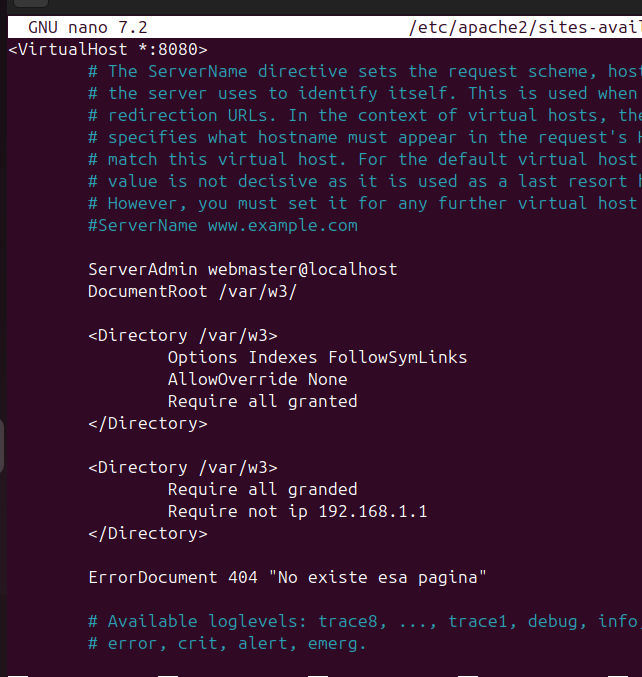 GNU nano 7.2 /etc/apache2/sites-avail
<VirtualHost *:8080>
# The ServerName directive sets the request scheme, host
# the server uses to identify itself. This is used when
# redirection URLs. In the context of virtual hosts, the
# specifies what hostname must appear in the request's H
# match this virtual host. For the default virtual host
# value is not decisive as it is used as a last resort h
# However, you must set it for any further virtual host
#ServerName www.example.com
ServerAdmin webmaster@localhost
DocumentRoot /var/w3/
<Directory /var/w3>
Options Indexes FollowSymLinks
AllowOverride None
Require all granted
</Directory>
<Directory /var/w3>
Require all granded
Require not ip 192.168.1.1
</Directory>
ErrorDocument 404 "No existe esa pagina"
# Available loglevels: trace8, ..., trace1, debug, info,
# error, crit, alert, emerg.